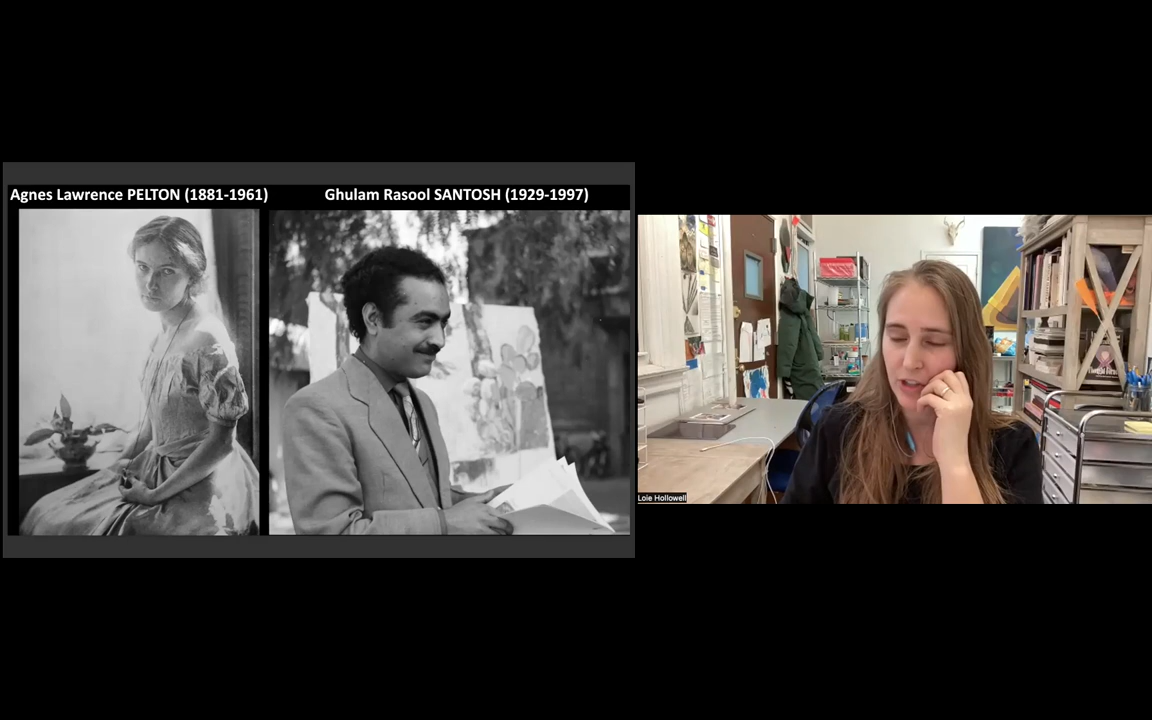 Agnes Lawrence PELTON (1881-1961)
Ghulam Rasool SANTOSH (1929-1997)
Loie Hollowell